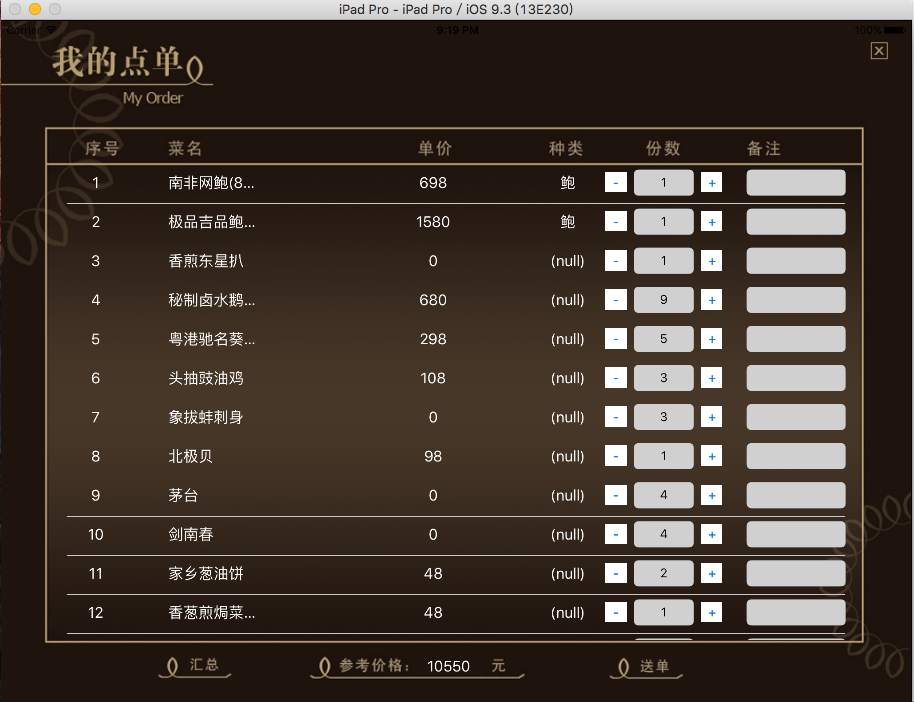 iPad Pro - iPad Pro / iOS 9.3 (13E230)
Carrier 9:19 PM 100%
我的点单
My Order
序号 菜名 单价 种类 份数 备注
1 南非网鲍(8... 698 鲍 - 1 +
2 极品吉品鲍... 1580 鲍 - 1 +
3 香煎东星扒 0 (null) - 1 +
4 秘制卤水鹅... 680 (null) - 9 +
5 粤港驰名葵... 298 (null) - 5 +
6 头抽豉油鸡 108 (null) - 3 +
7 象拔蚌刺身 0 (null) - 3 +
8 北极贝 98 (null) - 1 +
9 茅台 0 (null) - 4 +
10 剑南春 0 (null) - 4 +
11 家乡葱油饼 48 (null) - 2 +
12 香葱煎焗菜... 48 (null) - 1 +
汇总 参考价格: 10550 元 送单